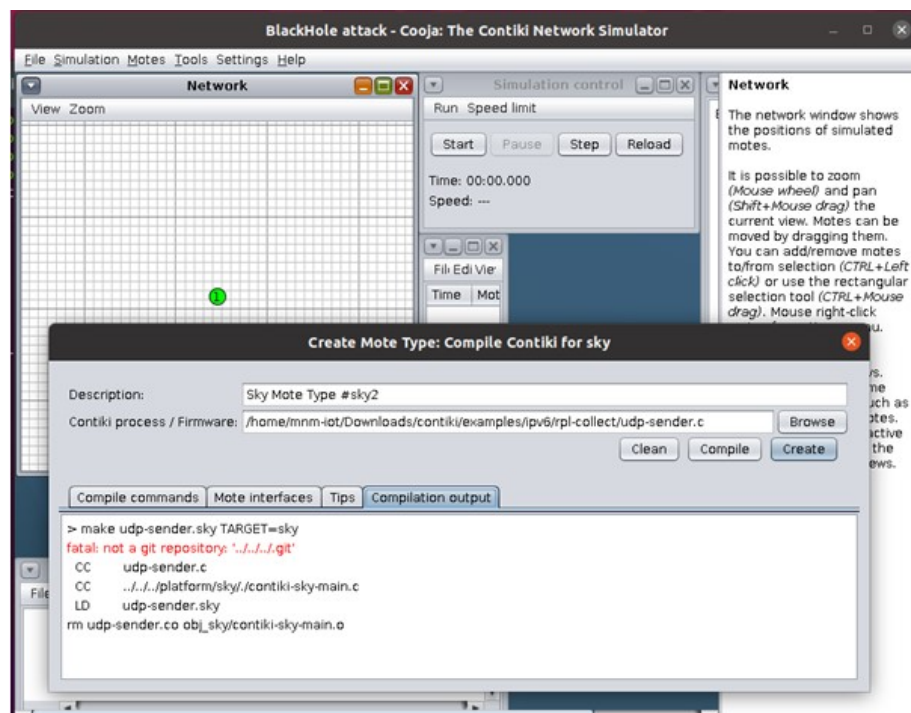 BlackHole attack - Cooja: The Contiki Network Simulator
File Simulation Motes Tools Settings Help
Network
View Zoom
1
Simulation control
Run Speed limit
Start Pause Step Reload
Time: 00:00.000
Speed: ---
Fil Edi Vie
Time Mot
Network
The network window shows
the positions of simulated
motes.
It is possible to zoom
(Mouse wheel) and pan
(Shift+Mouse drag) the
current view. Motes can be
moved by dragging them.
You can add/remove motes
to/from selection (CTRL+Left
click) or use the rectangular
selection tool (CTRL+Mouse
drag). Mouse right-click
Create Mote Type: Compile Contiki for sky
Description: Sky Mote Type #sky2
Contiki process / Firmware: /home/mnm-iot/Downloads/contiki/examples/ipv6/rpl-collect/udp-sender.c Browse
Clean Compile Create
Compile commands Mote interfaces Tips Compilation output
> make udp-sender.sky TARGET=sky
fatal: not a git repository: '../../../.git'
CC udp-sender.c
CC ../../../platform/sky/./contiki-sky-main.c
LD udp-sender.sky
rm udp-sender.co obj_sky/contiki-sky-main.o
File